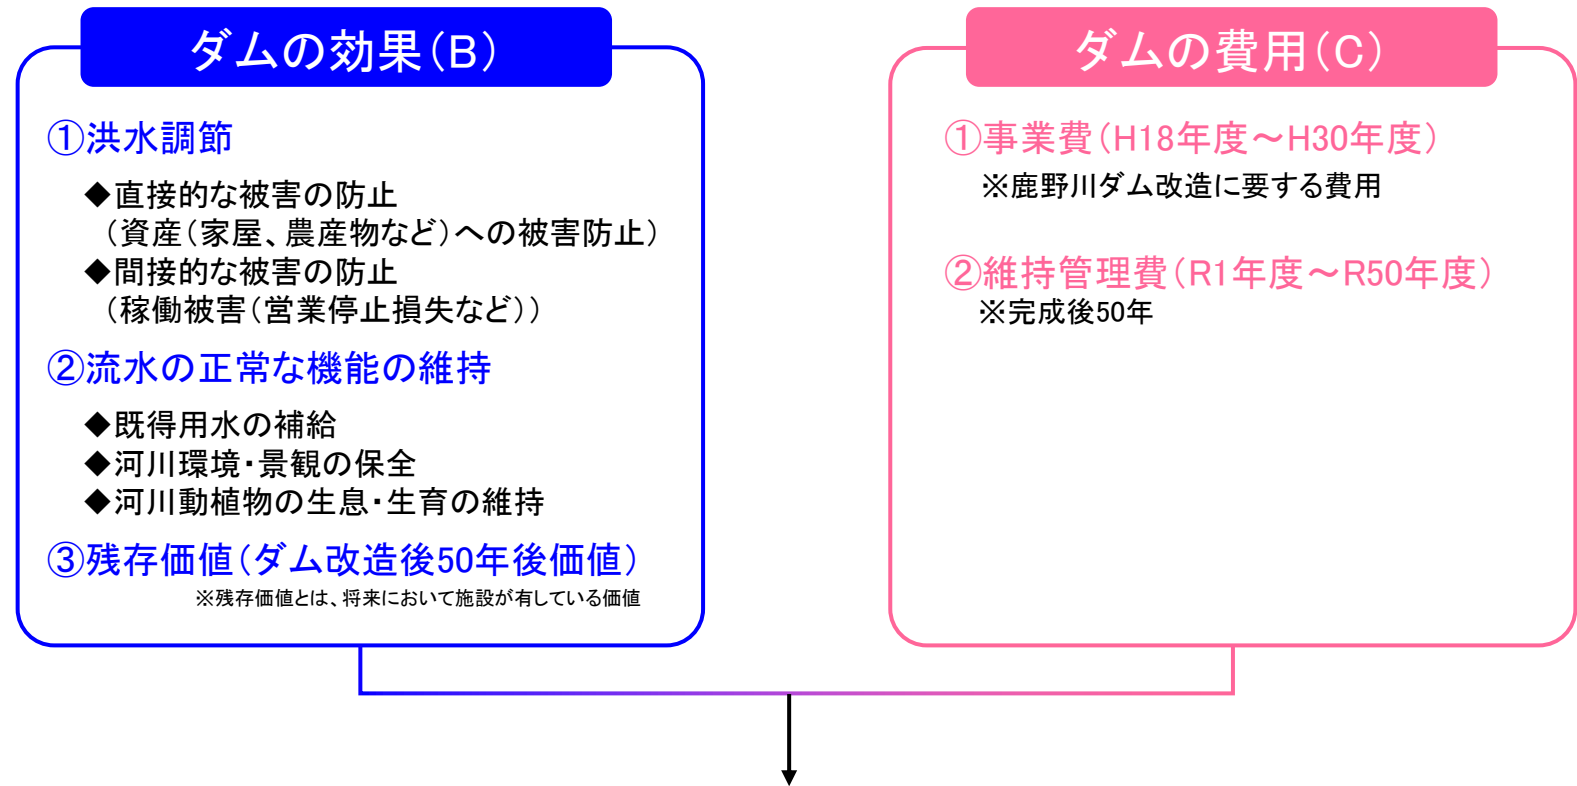 ダムの効果（B）
①洪水調節
◆直接的な被害の防止
（資産（家屋、農産物など）への被害防止）
◆間接的な被害の防止
（稼働被害（営業停止損失など））
②流水の正常な機能の維持
◆既得用水の補給
◆河川環境・景観の保全
◆河川動植物の生息・生育の維持
③残存価値（ダム改造後50年後価値）
※残存価値とは、将来において施設が有している価値
ダムの費用（C）
①事業費（H18年度～H30年度）
※鹿野川ダム改造に要する費用
②維持管理費（R1年度～R50年度）
※完成後50年